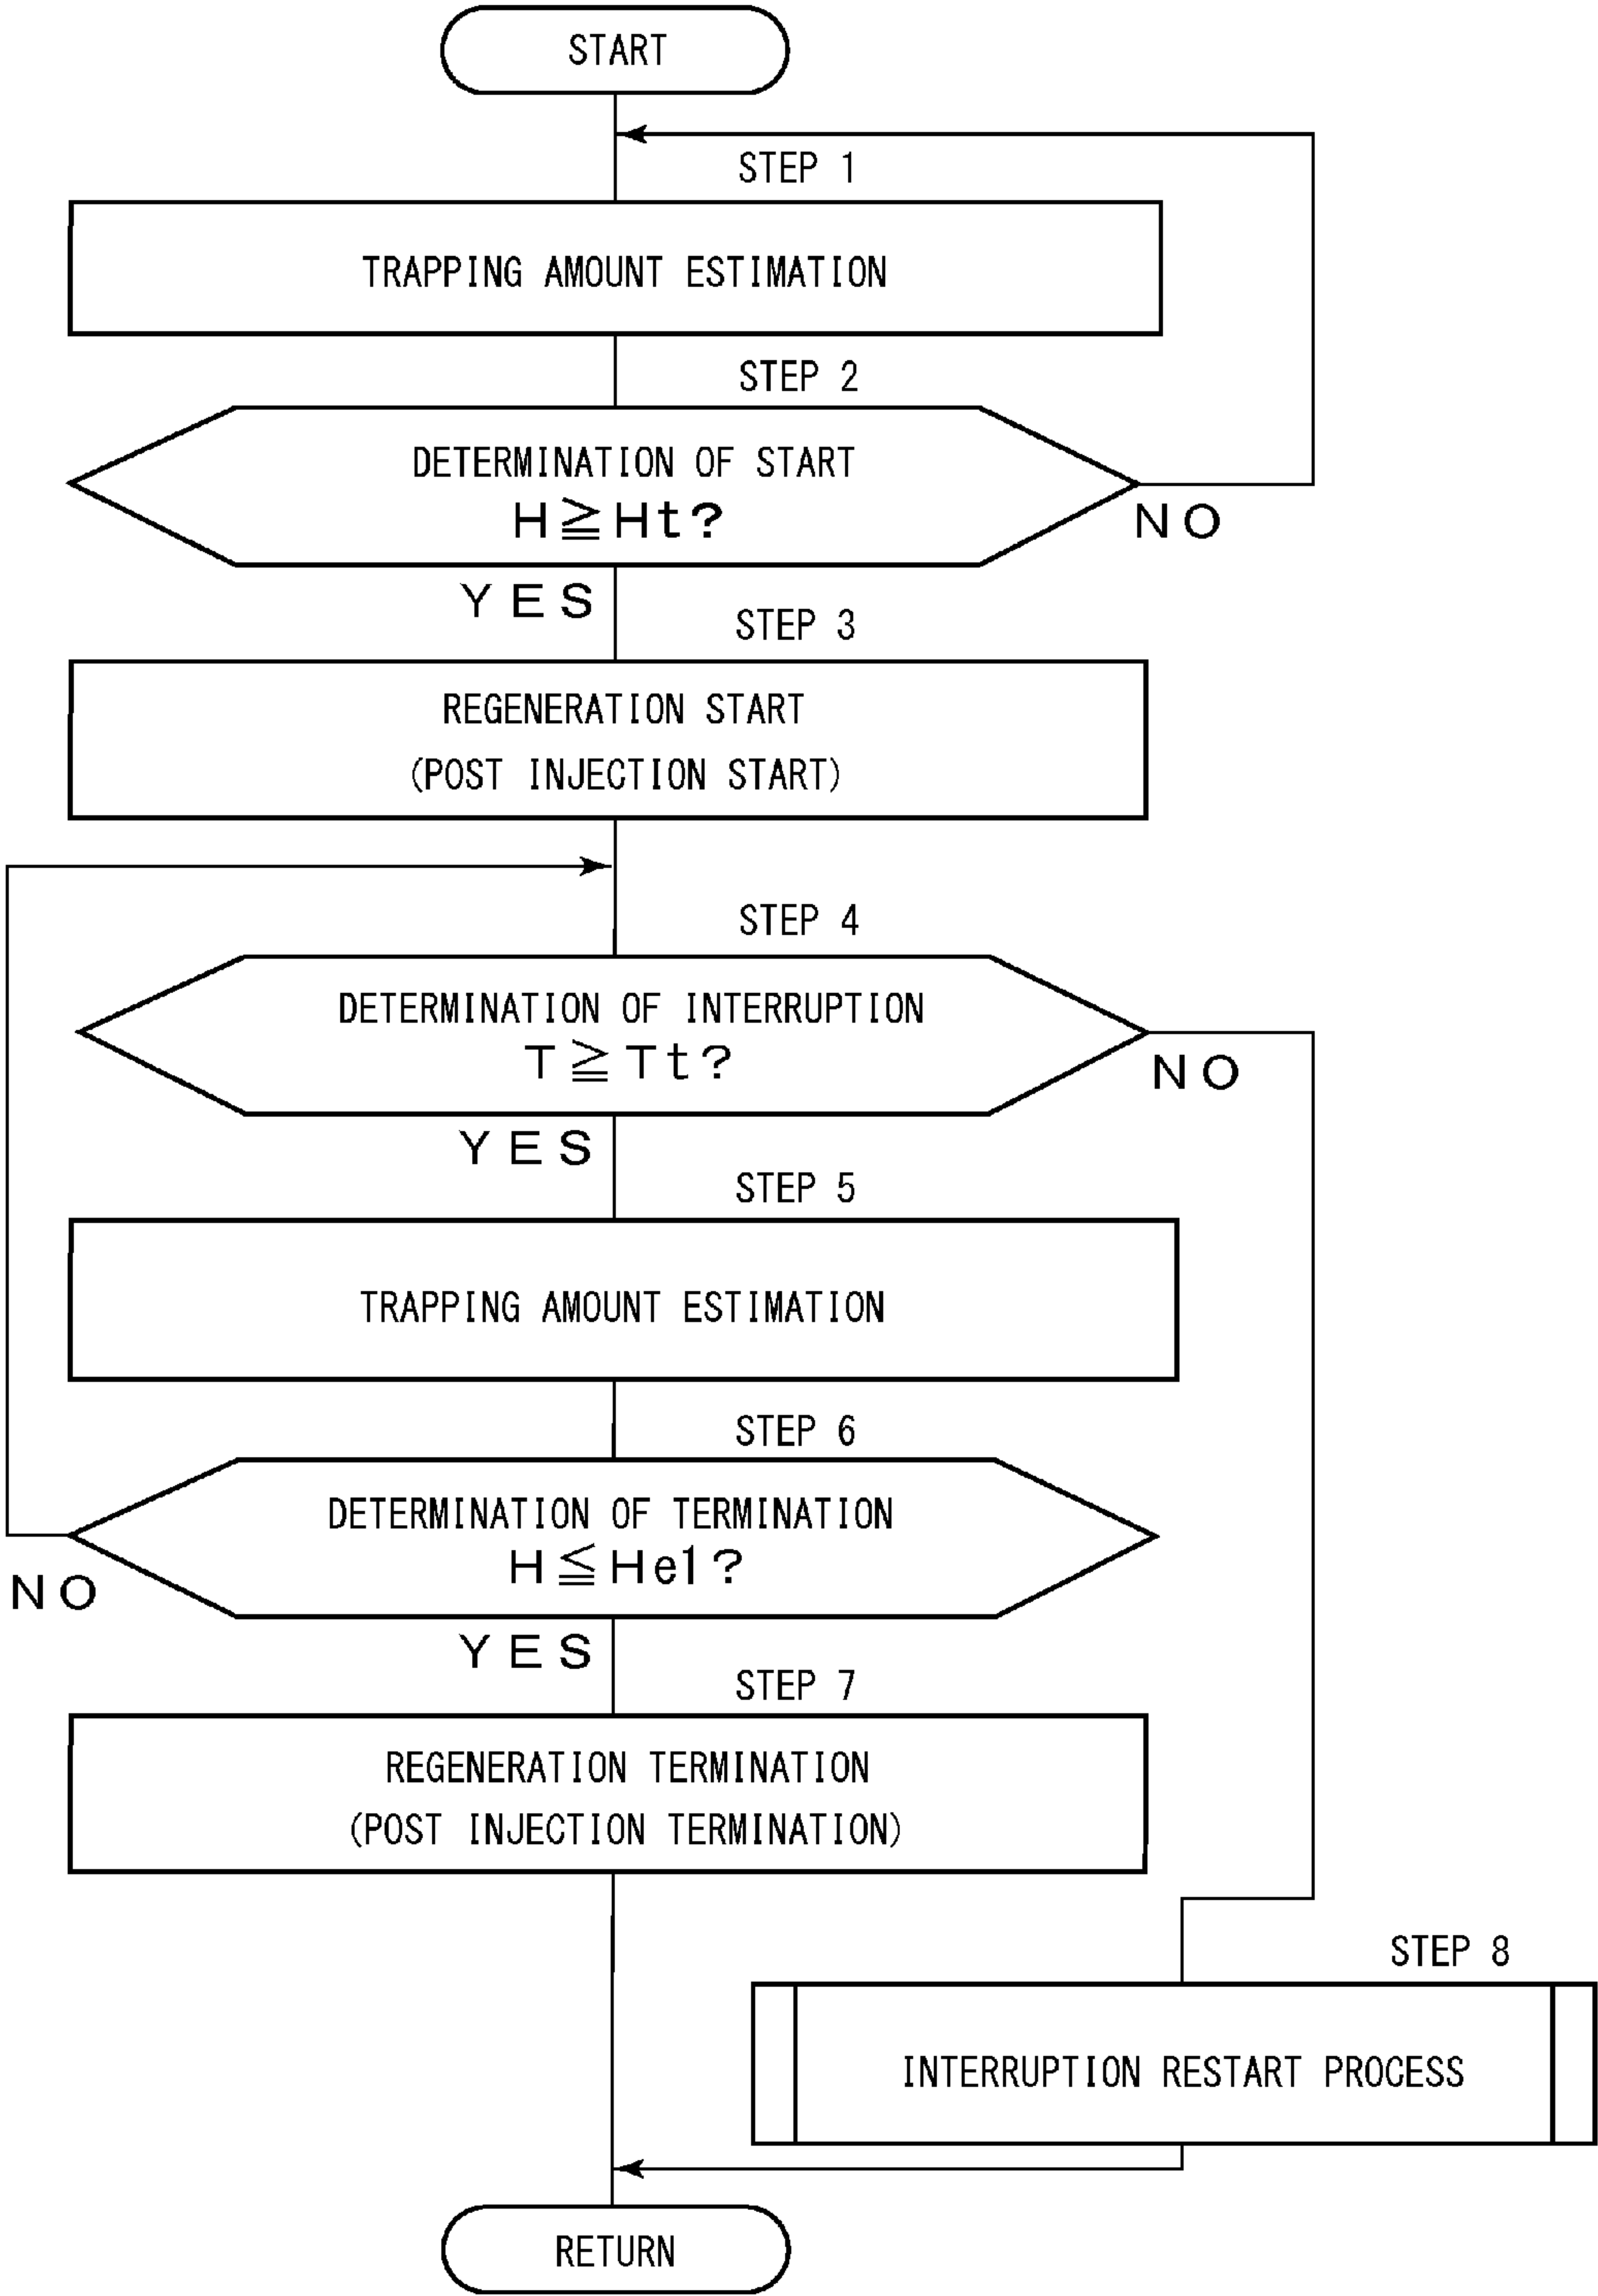 START
STEP 1
TRAPPING AMOUNT ESTIMATION
STEP 2
DETERMINATION OF START
H≧Ht?
NO
YES
STEP 3
REGENERATION START
(POST INJECTION START)
STEP 4
DETERMINATION OF INTERRUPTION
T≧Tt?
NO
YES
STEP 5
TRAPPING AMOUNT ESTIMATION
STEP 6
DETERMINATION OF TERMINATION
H≦He1?
NO
YES
STEP 7
REGENERATION TERMINATION
(POST INJECTION TERMINATION)
STEP 8
INTERRUPTION RESTART PROCESS
RETURN